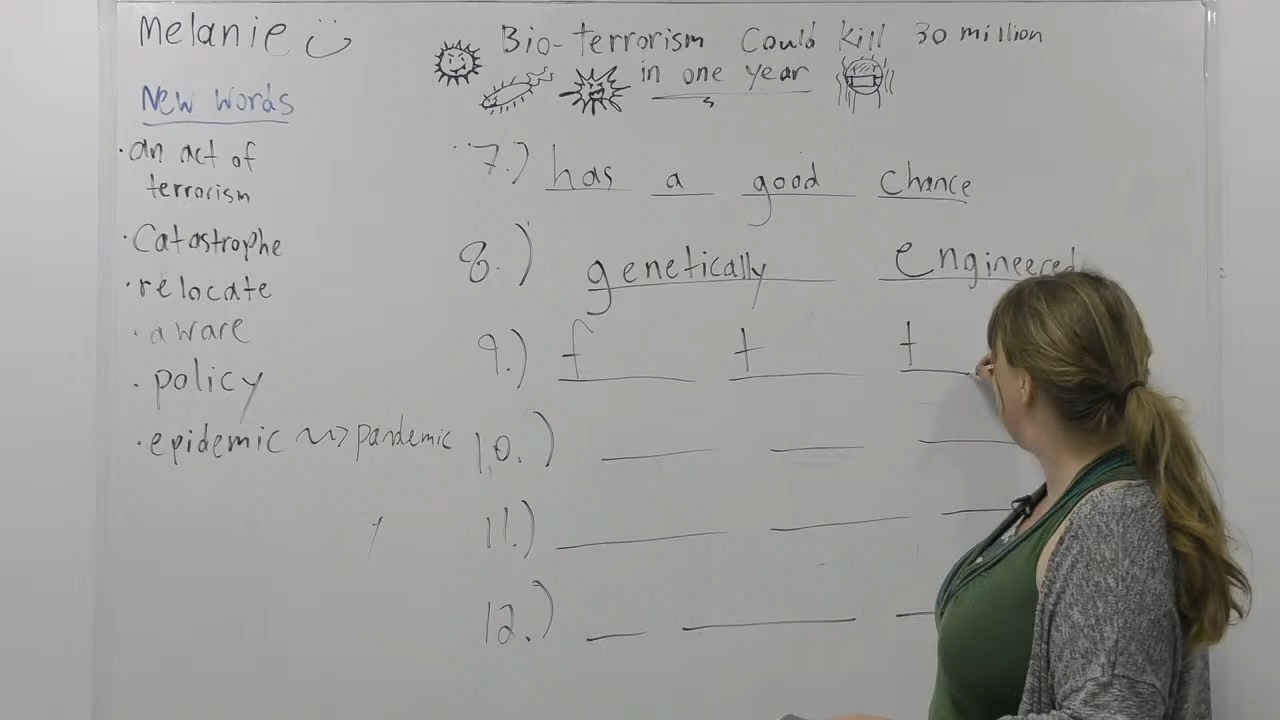 Melanie
Bio-terrorism Could kill 30 million
in one year
New words
• an act of
terrorism
• Catastrophe
• relocate
• aware
• policy
• epidemic ~> pandemic
7.) has a good chance
8.) genetically engineered
9.) f t t
10.)
11.)
12.)